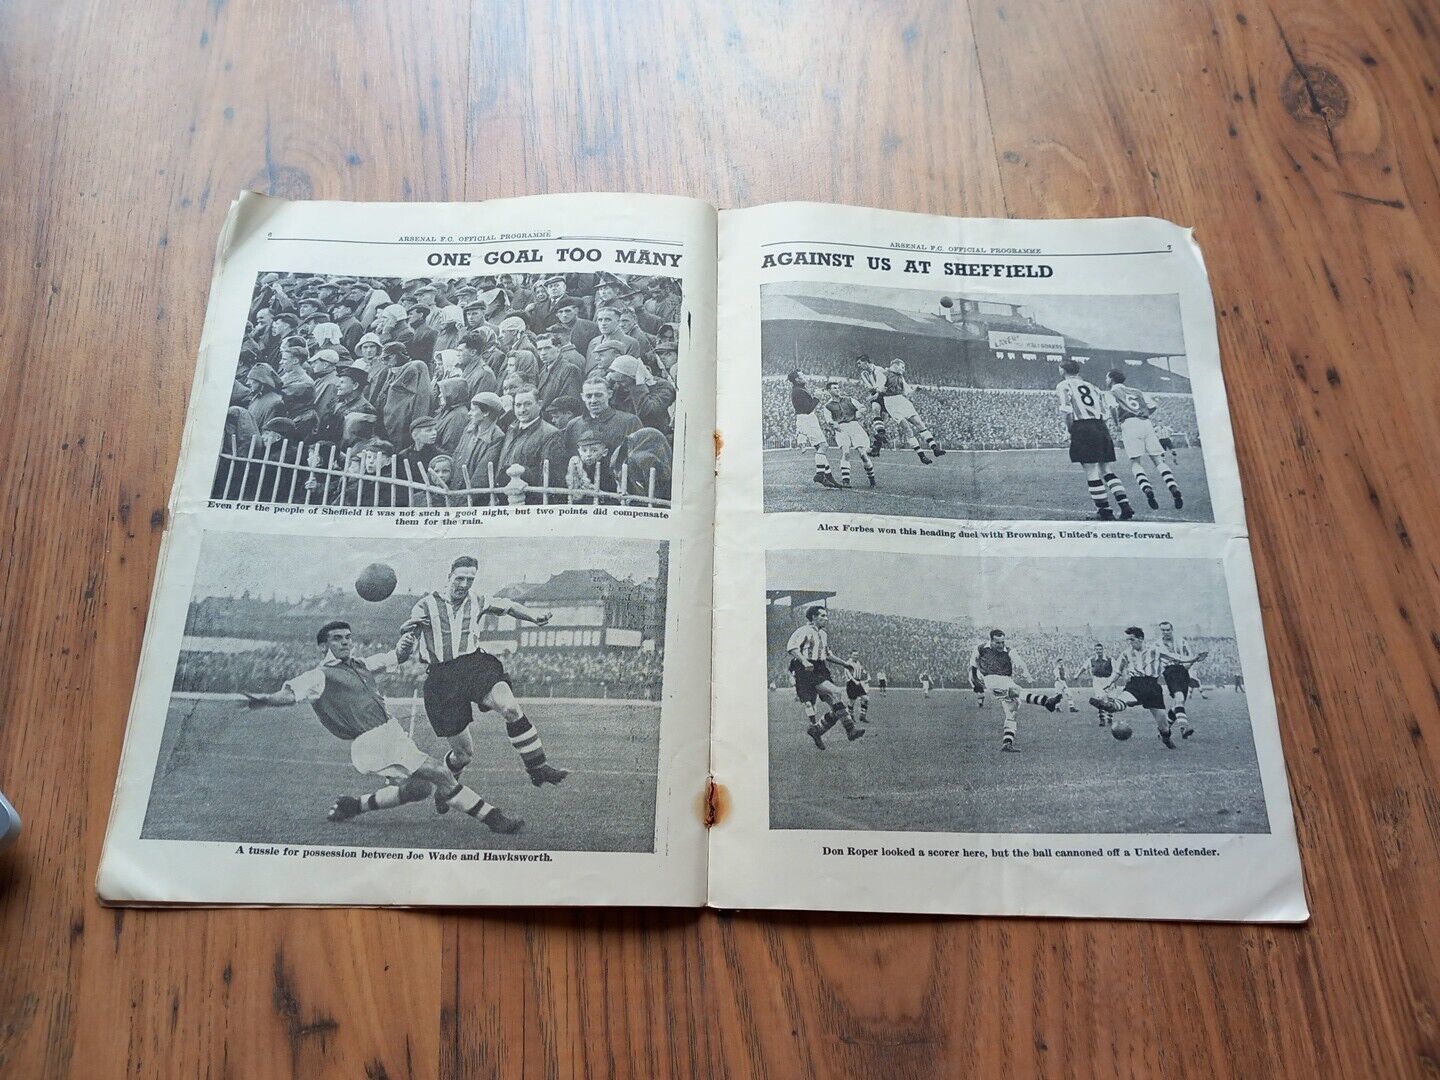 6
ARSENAL F.C. OFFICIAL PROGRAMME
ONE GOAL TOO MANY
Even for the people of Sheffield it was not such a good night, but two points did compensate
them for the rain.
A tussle for possession between Joe Wade and Hawksworth.
ARSENAL F.C. OFFICIAL PROGRAMME
7
AGAINST US AT SHEFFIELD
8
6
Alex Forbes won this heading duel with Browning, United's centre-forward.
Don Roper looked a scorer here, but the ball cannoned off a United defender.